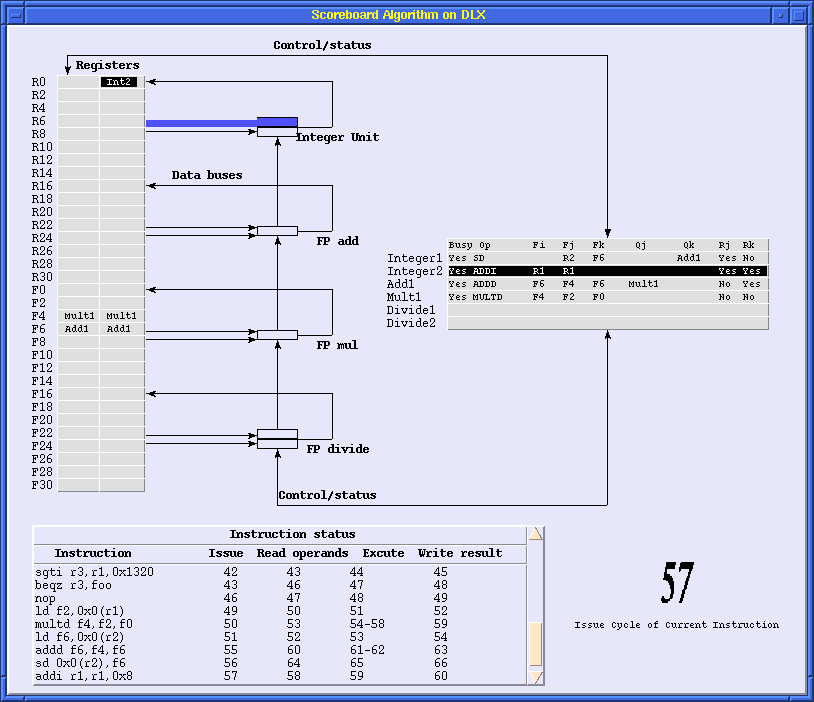 Scoreboard Algorithm on DLX
Control/status
Registers
R0 Int2
R2
R4
R6
R8
Integer Unit
R10
R12
R14
Data buses
R16
R18
R20
R22
R24
FP add
R26
R28
R30
F0
F2
F4 Mult1 Mult1
F6 Add1 Add1
F8
FP mul
F10
F12
F14
F16
F18
F20
F22
F24
FP divide
F26
F28
F30
Control/status
Busy Op Fi Fj Fk Qj Qk Rj Rk
Integer1 Yes SD R2 F6 Add1 Yes No
Integer2 Yes ADDI R1 R1 Yes Yes
Add1 Yes ADDD F6 F4 F6 Mult1 No Yes
Mult1 Yes MULTD F4 F2 F0 No No
Divide1
Divide2
Instruction status
Instruction Issue Read operands Excute Write result
sgti r3,r1,0x1320 42 43 44 45
beqz r3,foo 43 46 47 48
nop 46 47 48 49
ld f2,0x0(r1) 49 50 51 52
multd f4,f2,f0 50 53 54-58 59
ld f6,0x0(r2) 51 52 53 54
addd f6,f4,f6 55 60 61-62 63
sd 0x0(r2),f6 56 64 65 66
addi r1,r1,0x8 57 58 59 60
57
Issue Cycle of Current Instruction